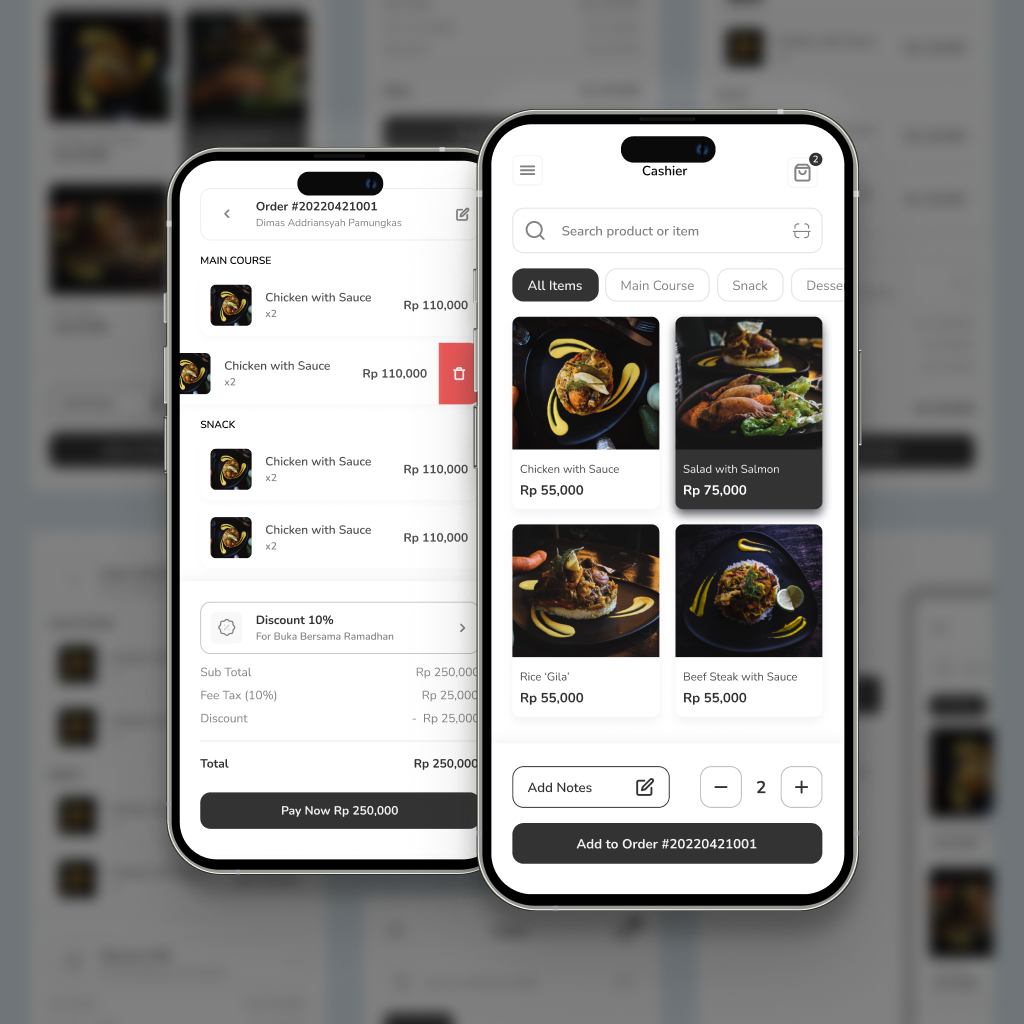 Order #20220421001
Dimas Addriansyah Pamungkas
MAIN COURSE
Chicken with Sauce
x2
Rp 110,000
Chicken with Sauce
x2
Rp 110,000
SNACK
Chicken with Sauce
x2
Rp 110,000
Chicken with Sauce
x2
Rp 110,000
Discount 10%
For Buka Bersama Ramadhan
Sub Total
Rp 250,000
Fee Tax (10%)
Rp 25,000
Discount
- Rp 25,000
Total
Rp 250,000
Pay Now Rp 250,000
Cashier
2
Search product or item
All Items
Main Course
Snack
Desse
Chicken with Sauce
Rp 55,000
Salad with Salmon
Rp 75,000
Rice ‘Gila’
Rp 55,000
Beef Steak with Sauce
Rp 55,000
Add Notes
2
Add to Order #20220421001